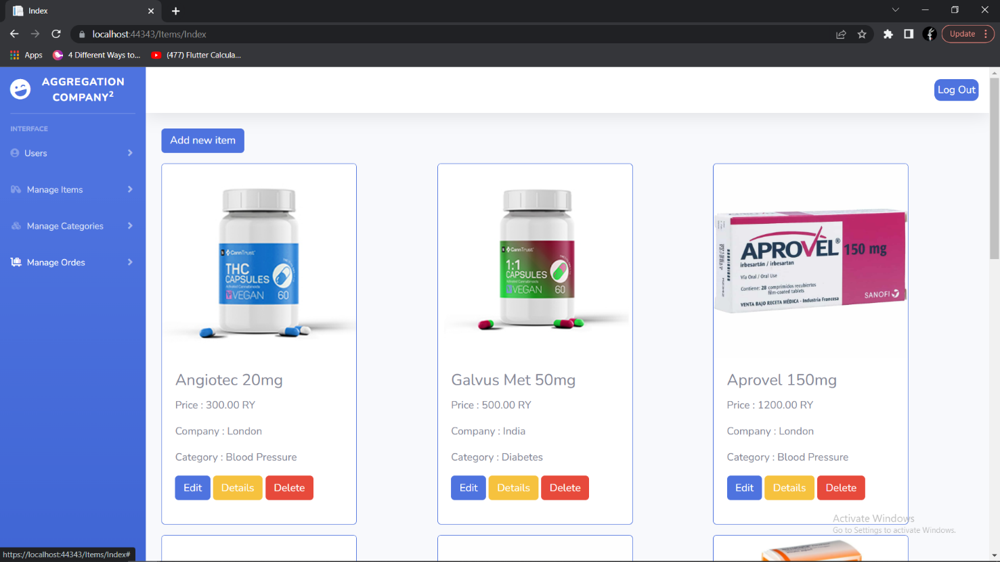 Index
localhost:44343/Items/Index
Update
Apps
4 Different Ways to...
(477) Flutter Calcula...
AGGREGATION
COMPANY2
Log Out
INTERFACE
Users
Manage Items
Manage Categories
Manage Ordes
Add new item
CannTrust
THC
CAPSULES
Activated Cannabinoids
VEGAN 60
Angiotec 20mg
Price : 300.00 RY
Company : London
Category : Blood Pressure
Edit Details Delete
CannTrust
1:1
CAPSULES
Activated Cannabinoids
VEGAN 60
Galvus Met 50mg
Price : 500.00 RY
Company : India
Category : Diabetes
Edit Details Delete
APROVEL® 150 mg
irbesartán / irbesartan
Vía Oral / Oral Use
Contiene: 28 comprimidos recubiertos
film-coated tablets
VENTA BAJO RECETA MÉDICA - Industria Francesa
SANOFI
Aprovel 150mg
Price : 1200.00 RY
Company : London
Category : Blood Pressure
Edit Details Delete
Activate Windows
Go to Settings to activate Windows.
https://localhost:44343/Items/Index#